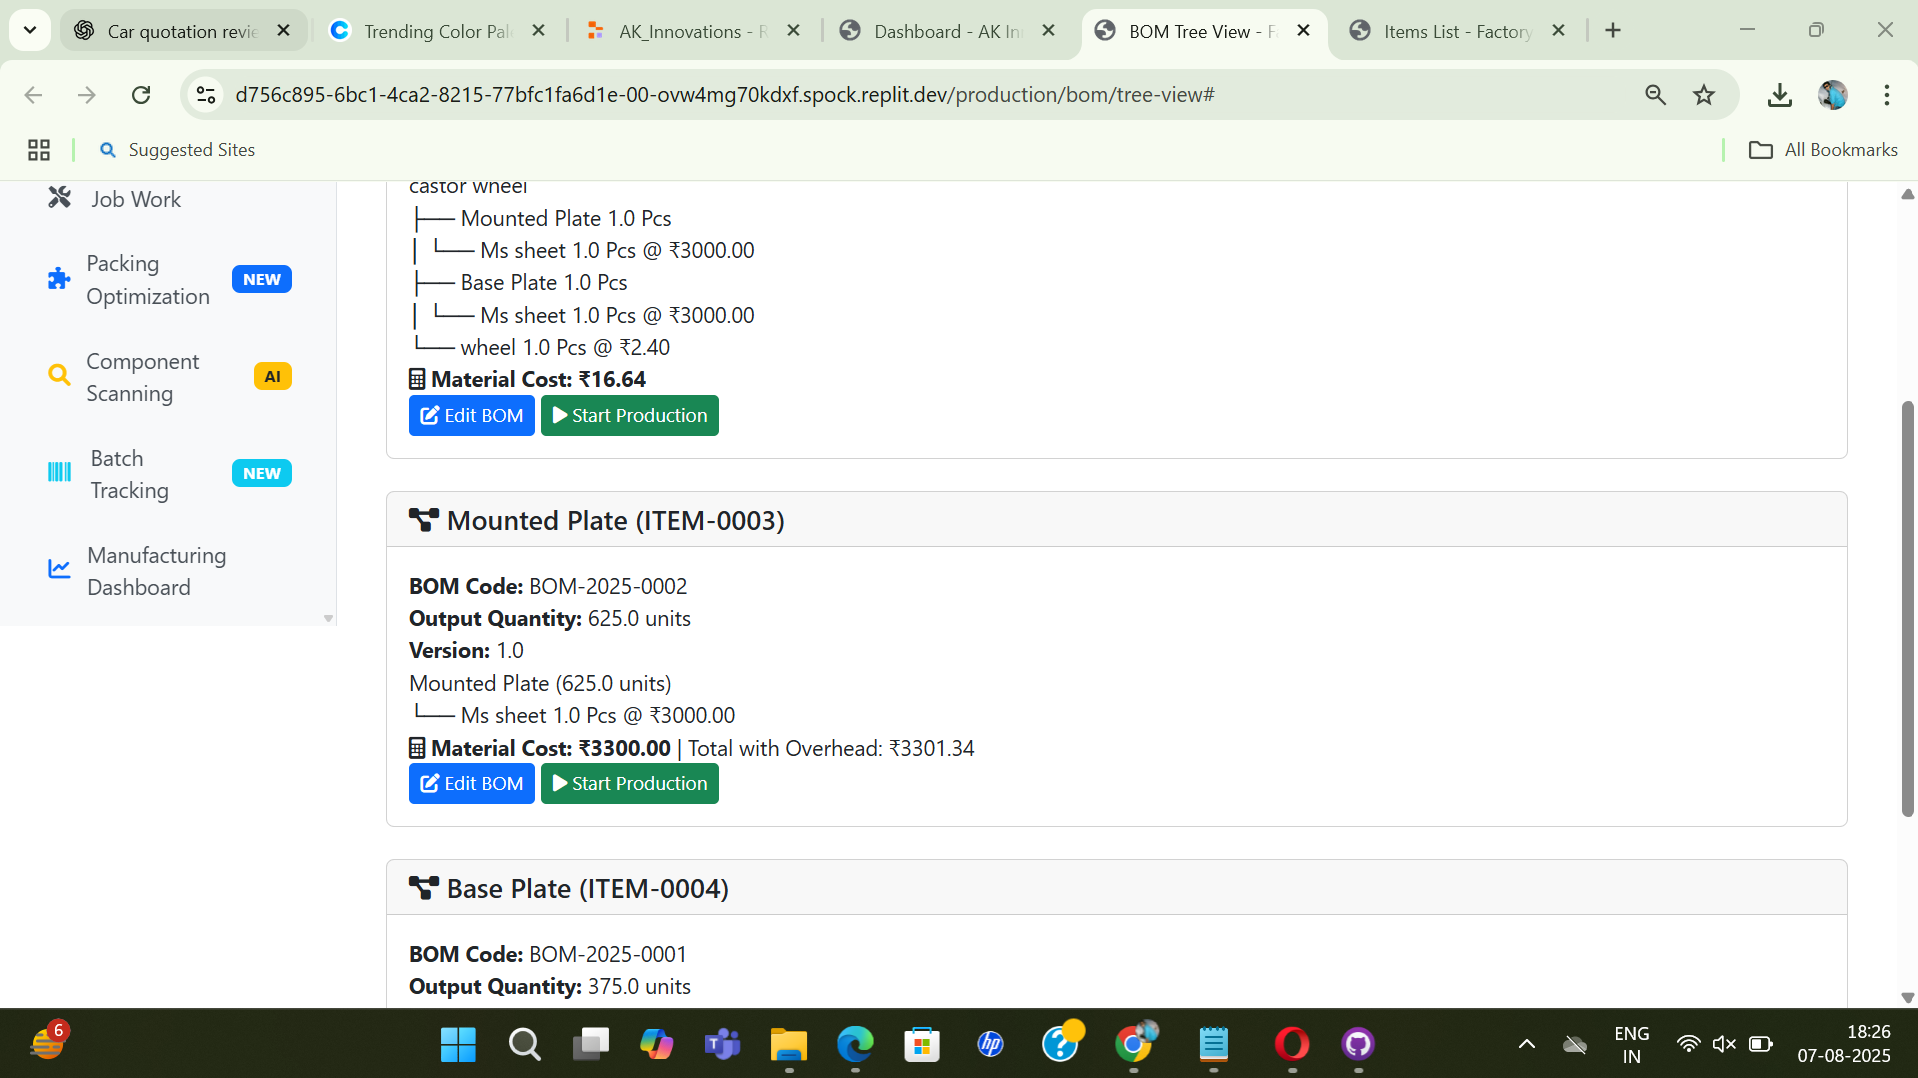 Car quotation revie
Trending Color Pal
AK_Innovations - R
Dashboard - AK In
BOM Tree View - F
Items List - Factory
d756c895-6bc1-4ca2-8215-77bfc1fa6d1e-00-ovw4mg70kdxf.spock.replit.dev/production/bom/tree-view#
Suggested Sites
All Bookmarks
Job Work
Packing
Optimization
NEW
Component
Scanning
AI
Batch
Tracking
NEW
Manufacturing
Dashboard
castor wheel
├── Mounted Plate 1.0 Pcs
│ └── Ms sheet 1.0 Pcs @ ₹3000.00
├── Base Plate 1.0 Pcs
│ └── Ms sheet 1.0 Pcs @ ₹3000.00
└── wheel 1.0 Pcs @ ₹2.40
Material Cost: ₹16.64
Edit BOM
Start Production
Mounted Plate (ITEM-0003)
BOM Code: BOM-2025-0002
Output Quantity: 625.0 units
Version: 1.0
Mounted Plate (625.0 units)
└── Ms sheet 1.0 Pcs @ ₹3000.00
Material Cost: ₹3300.00 | Total with Overhead: ₹3301.34
Edit BOM
Start Production
Base Plate (ITEM-0004)
BOM Code: BOM-2025-0001
Output Quantity: 375.0 units
6
ENG
IN
18:26
07-08-2025